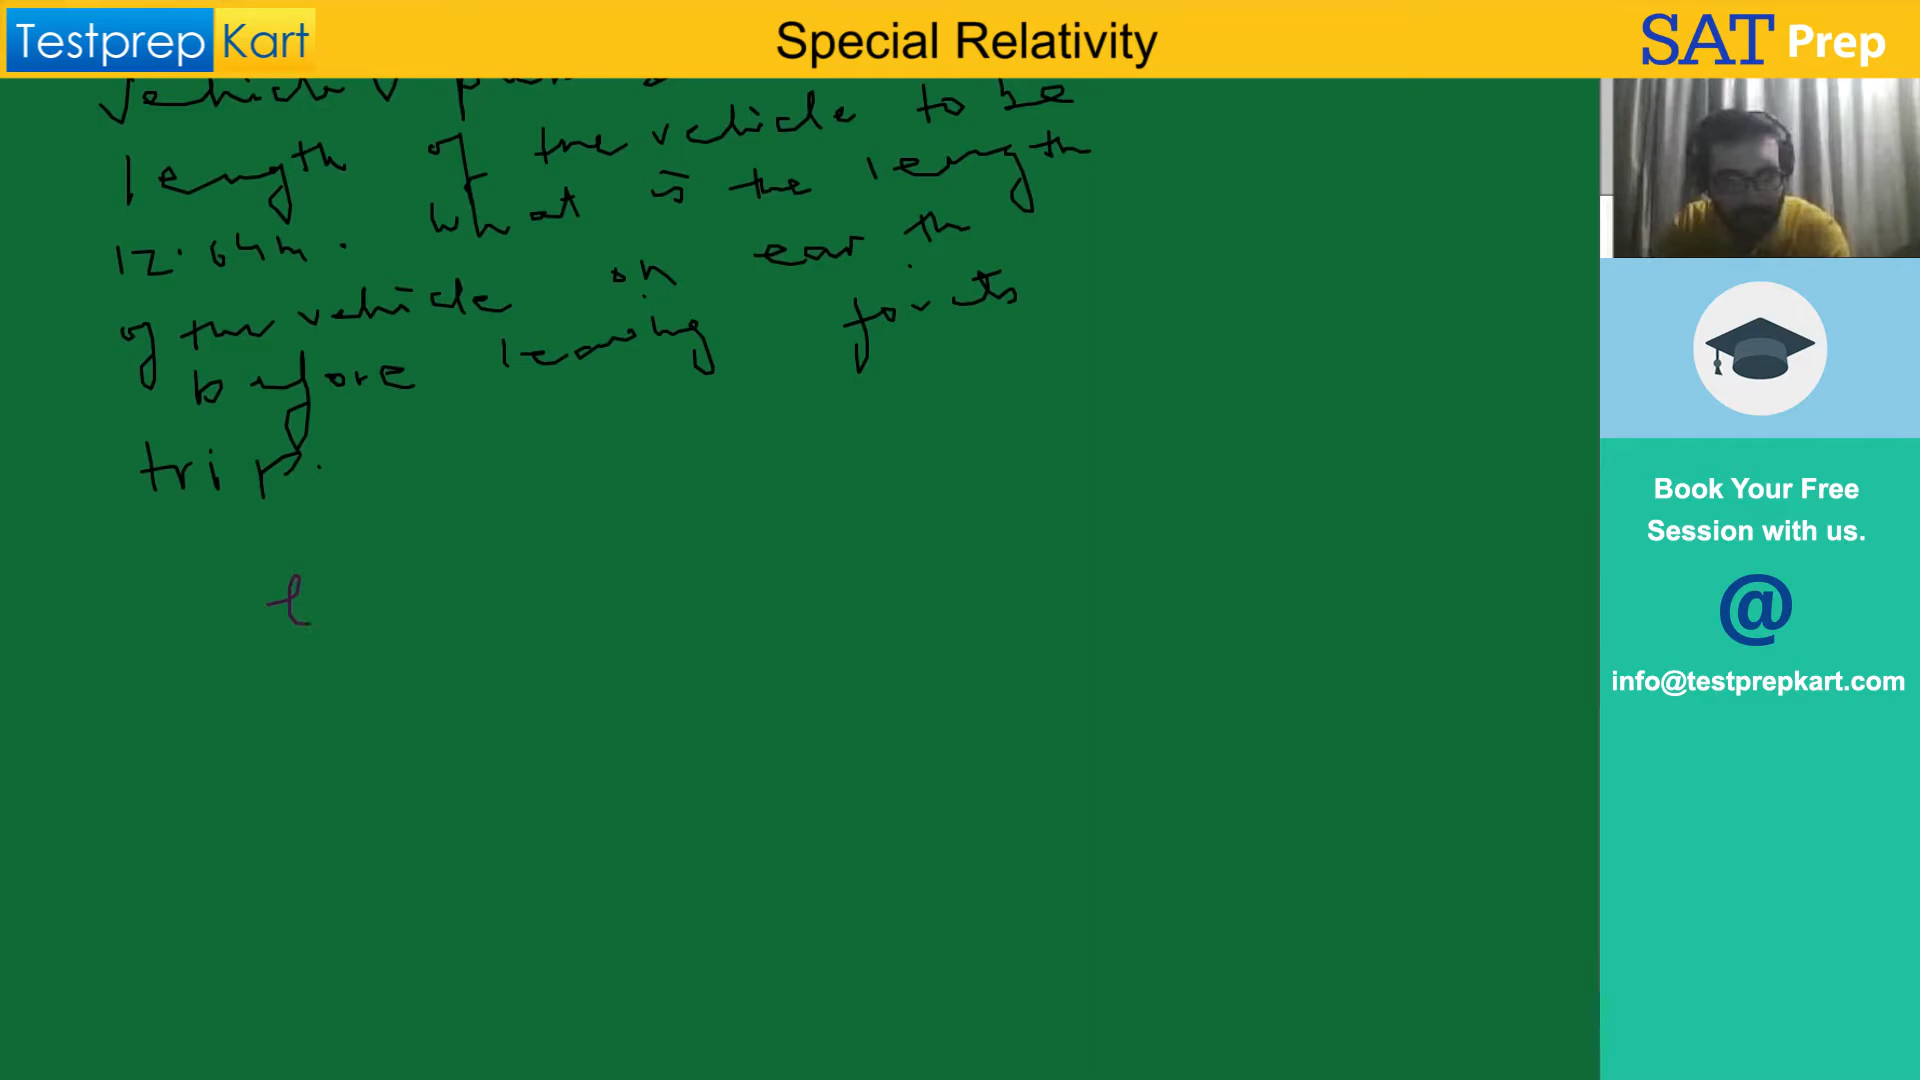 Testprep Kart
Special Relativity
SAT Prep
vehicle
length of the vehicle to be
12.64m. what is the length
of the vehicle on earth
before leaving for its
trip.
l
Book Your Free
Session with us.
@
info@testprepkart.com